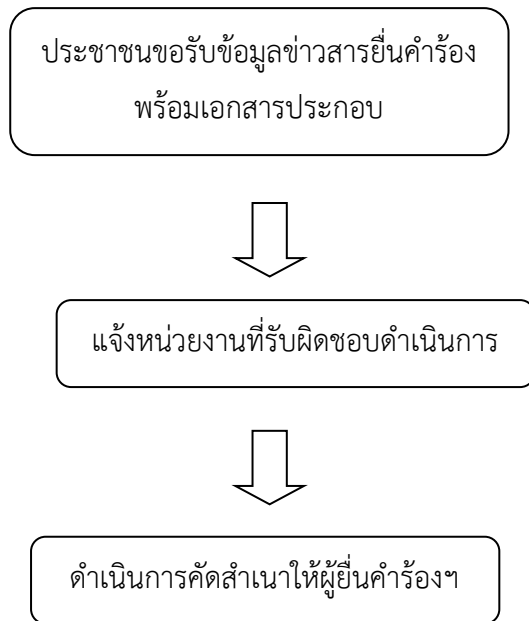 ประชาชนขอรับข้อมูลข่าวสารยื่นคำร้อง
พร้อมเอกสารประกอบ
แจ้งหน่วยงานที่รับผิดชอบดำเนินการ
ดำเนินการคัดสำเนาให้ผู้ยื่นคำร้องฯ